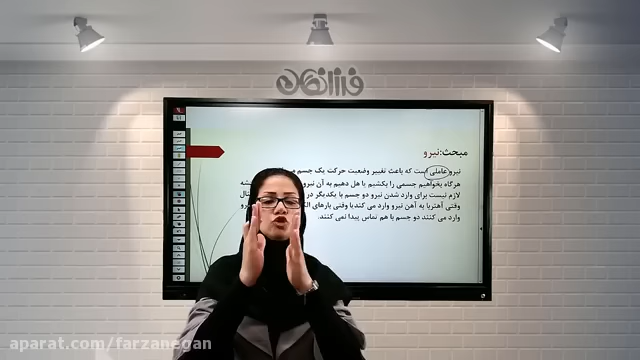 فرزانگان
مبحث: نیرو
نیرو عاملی است که باعث تغییر وضعیت حرکت یک جسم
هرگاه بخواهیم جسمی را بکشیم یا هل دهیم به آن نیرو
لازم نیست برای وارد شدن نیرو دو جسم با یکدیگر در
وقتی آهنربا به آهن نیرو وارد می کند یا وقتی بارهای
وارد می کنند دو جسم با هم تماس پیدا نمی کنند.
aparat.com/farzanegan